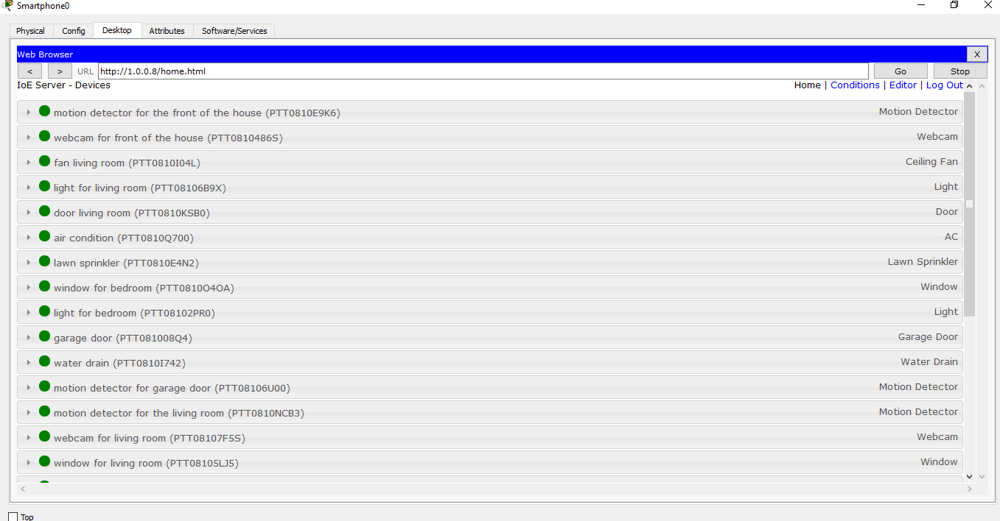 Smartphone0
Physical Config Desktop Attributes Software/Services
Web Browser X
< > URL http://1.0.0.8/home.html Go Stop
IoE Server - Devices Home | Conditions | Editor | Log Out
motion detector for the front of the house (PTT0810E9K6) Motion Detector
webcam for front of the house (PTT0810486S) Webcam
fan living room (PTT0810I04L) Ceiling Fan
light for living room (PTT08106B9X) Light
door living room (PTT0810KSB0) Door
air condition (PTT0810Q700) AC
lawn sprinkler (PTT0810E4N2) Lawn Sprinkler
window for bedroom (PTT0810O4OA) Window
light for bedroom (PTT08102PR0) Light
garage door (PTT081008Q4) Garage Door
water drain (PTT0810I742) Water Drain
motion detector for garage door (PTT08106U00) Motion Detector
motion detector for the living room (PTT0810NCB3) Motion Detector
webcam for living room (PTT08107F5S) Webcam
window for living room (PTT08105LJ5) Window
Top